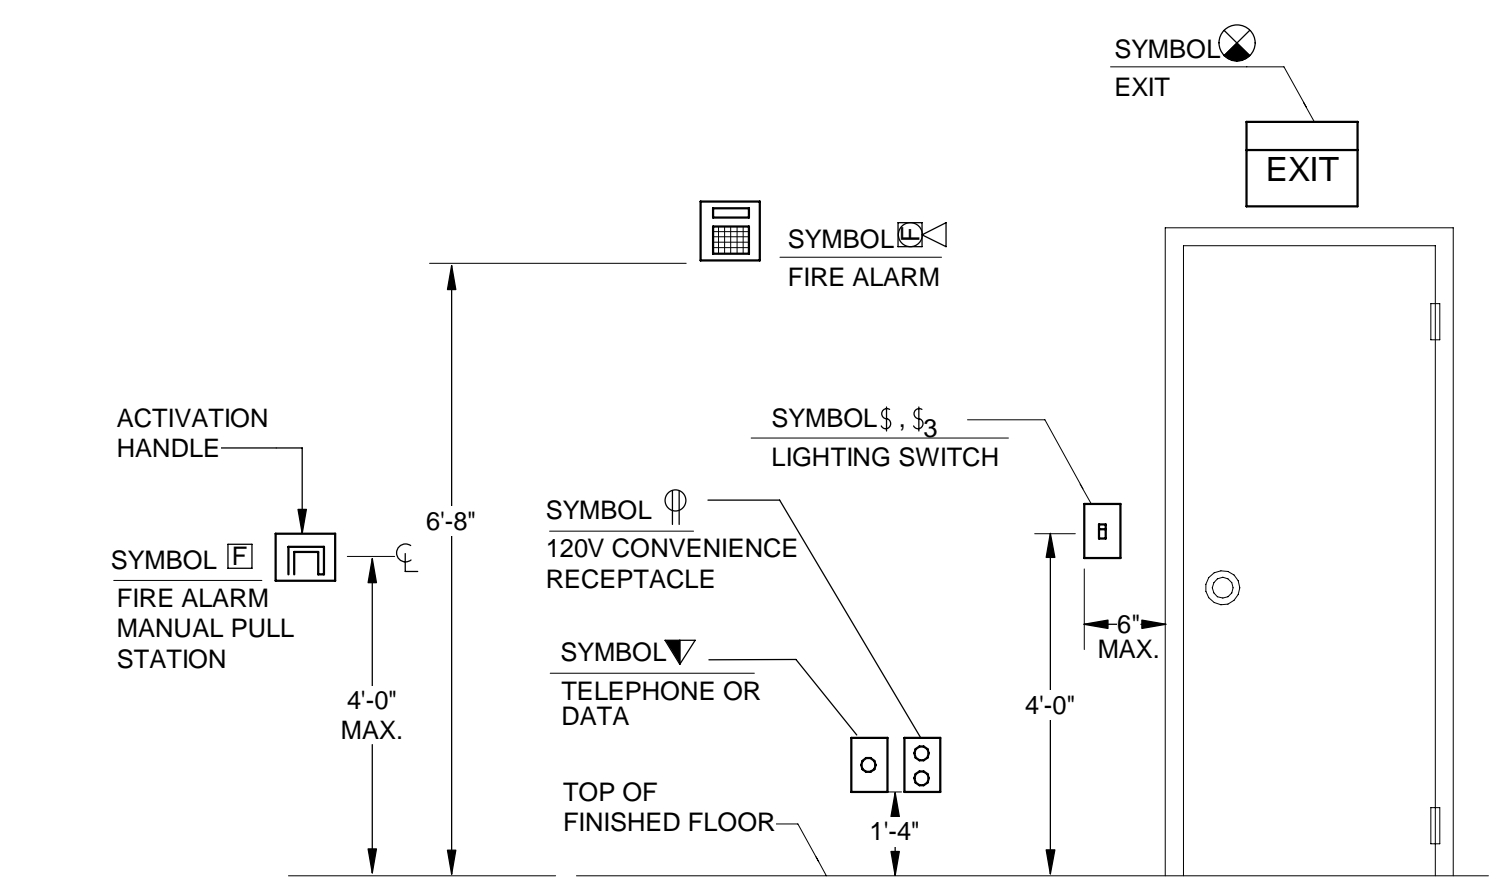 SYMBOL
EXIT
EXIT
SYMBOL F
FIRE ALARM
ACTIVATION
HANDLE
SYMBOL $ , $3
LIGHTING SWITCH
6'-8"
SYMBOL
120V CONVENIENCE
RECEPTACLE
SYMBOL F
FIRE ALARM
MANUAL PULL
STATION
CL
6"
MAX.
SYMBOL
TELEPHONE OR
DATA
4'-0"
MAX.
4'-0"
TOP OF
FINISHED FLOOR
1'-4"